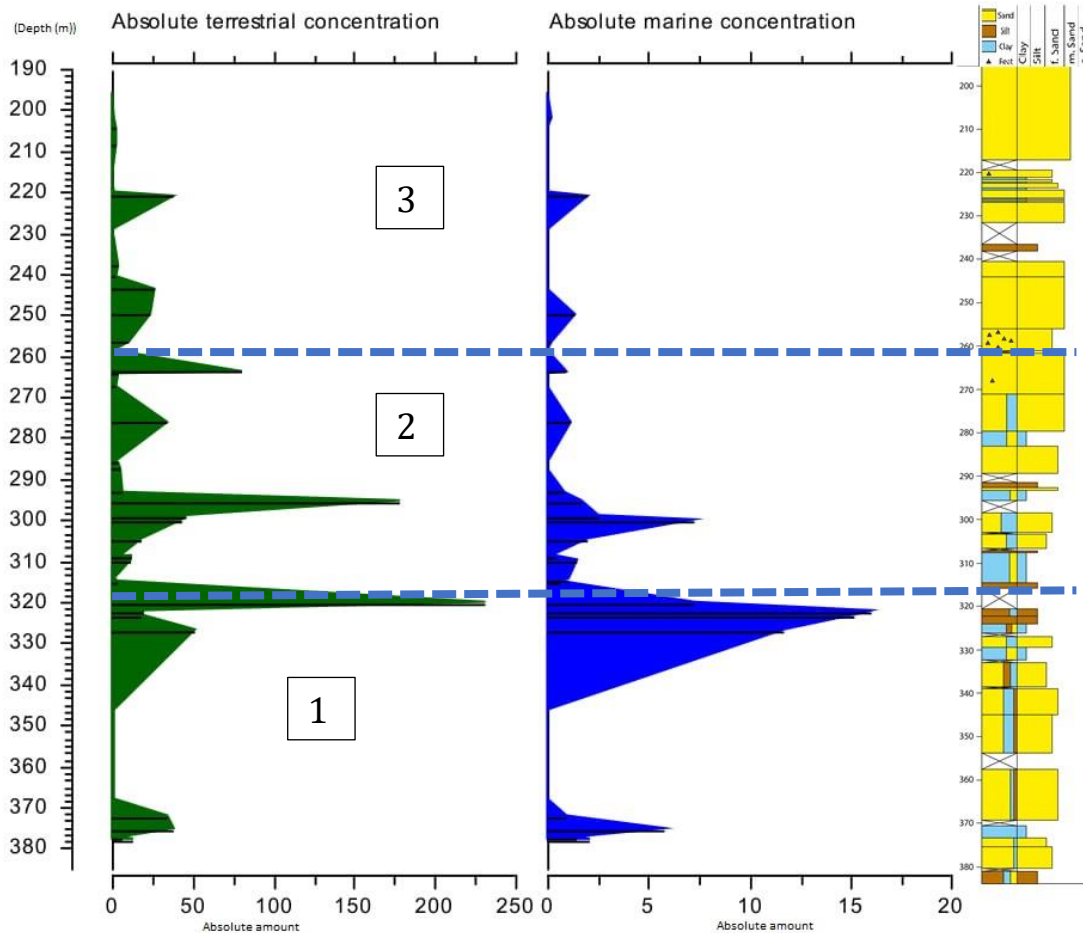 (Depth (m))
Absolute terrestrial concentration
Absolute marine concentration
Sand
Silt
Clay
▲ Feet
Clay
Silt
f. Sand
m. Sand
190
200
210
220
230
240
250
260
270
280
290
300
310
320
330
340
350
360
370
380
3
2
1
200
210
220
230
240
250
260
270
280
290
300
310
320
330
340
350
360
370
380
0 50 100 150 200 250
0 5 10 15 20
Absolute amount
Absolute amount